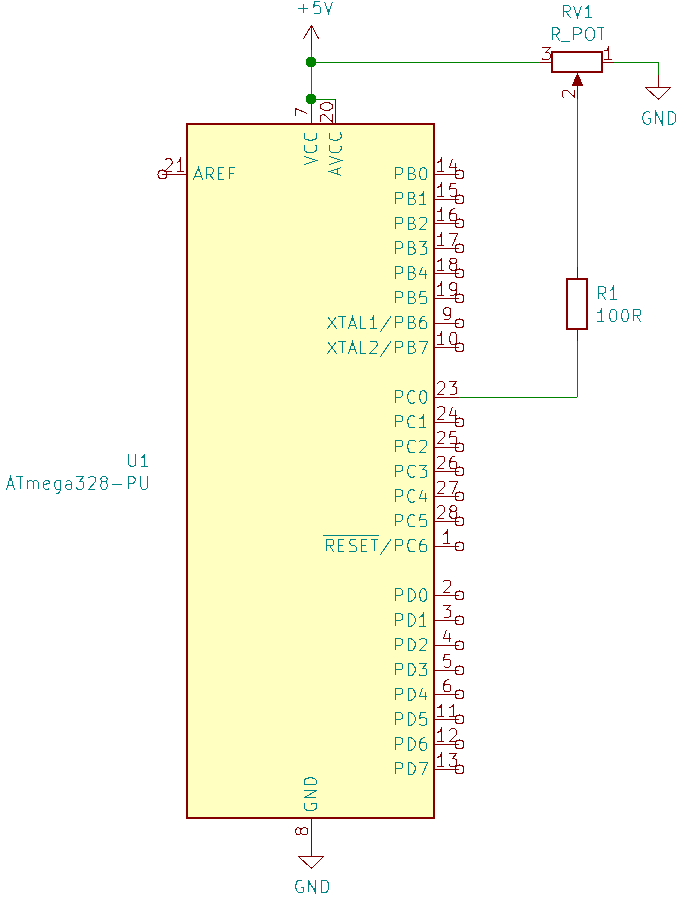 +5V
RV1
R_POT
3
1
2
GND
7
20
VCC
AVCC
21
AREF
PB0
14
PB1
15
PB2
16
PB3
17
PB4
18
PB5
19
XTAL1/PB6
9
XTAL2/PB7
10
R1
100R
PC0
23
PC1
24
PC2
25
PC3
26
PC4
27
PC5
28
RESET/PC6
1
U1
ATmega328-PU
PD0
2
PD1
3
PD2
4
PD3
5
PD4
6
PD5
11
PD6
12
PD7
13
GND
8
GND